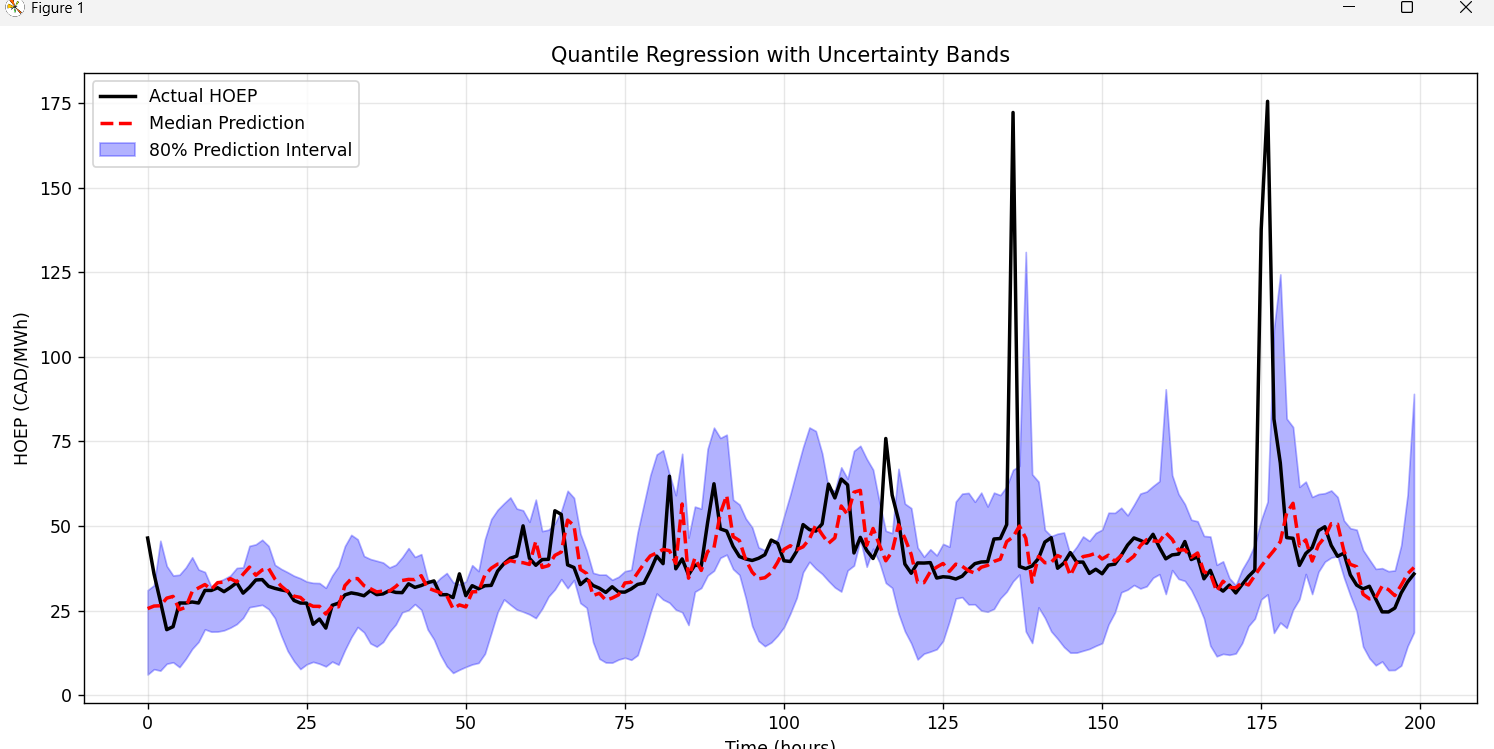 Figure 1
Quantile Regression with Uncertainty Bands
Actual HOEP
Median Prediction
80% Prediction Interval
HOEP (CAD/MWh)
175
150
125
100
75
50
25
0
0 25 50 75 100 125 150 175 200
Time (hours)